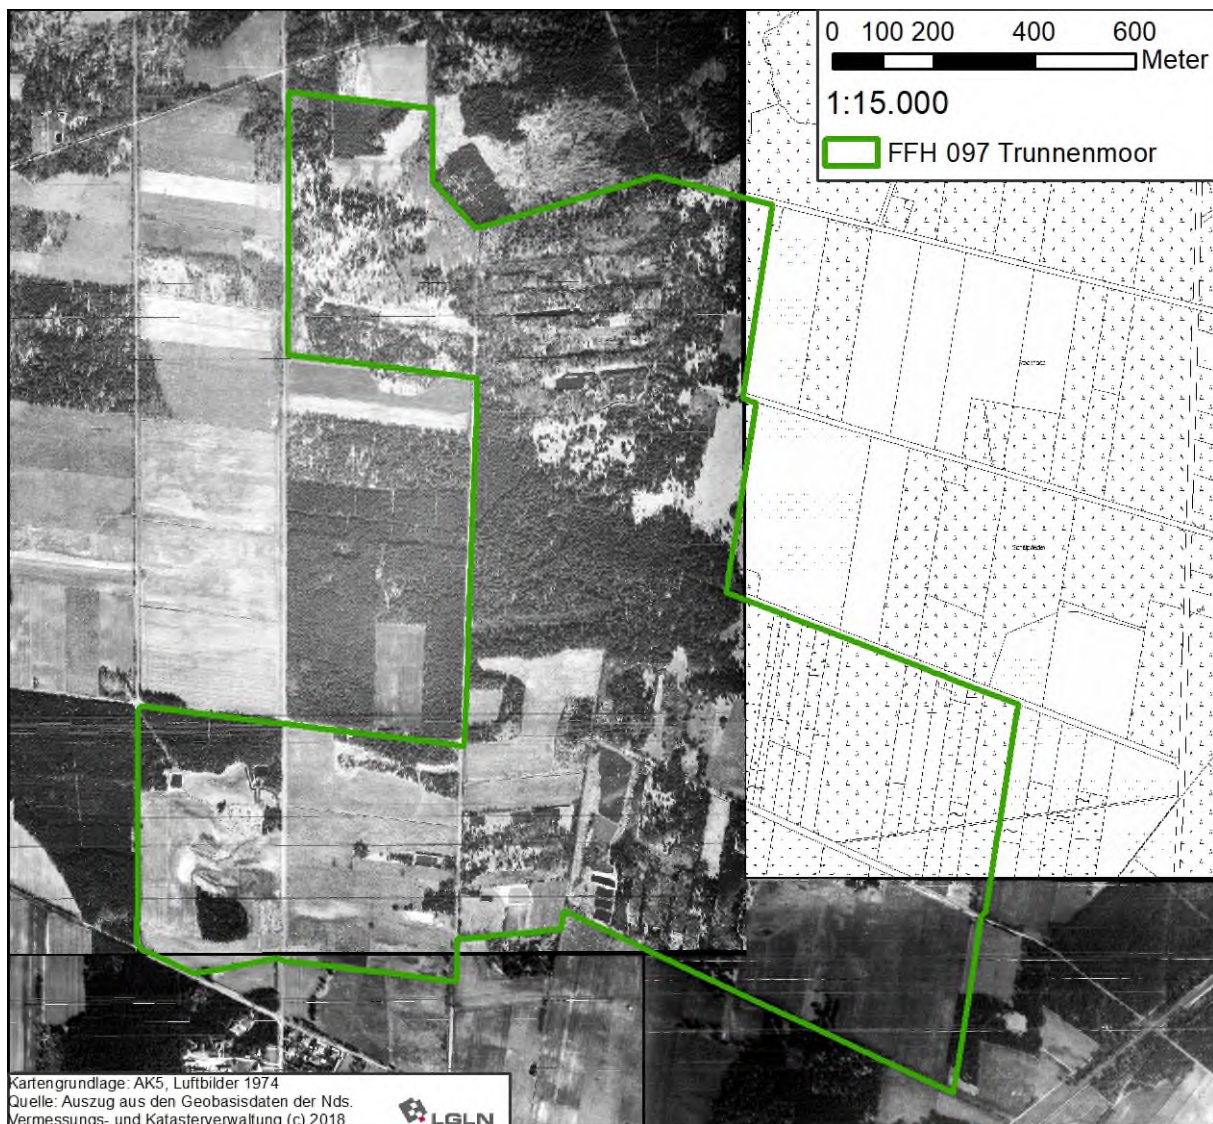 0 100 200 400 600
Meter
1:15.000
FFH 097 Trunnenmoor
Kartengrundlage: AK5, Luftbilder 1974
Quelle: Auszug aus den Geobasisdaten der Nds.
Vermessungs- und Katasterverwaltung (c) 2018
LGLN